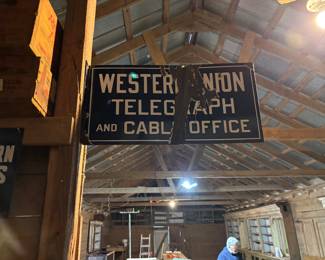 WESTERN UNION
TELEGRAPH
AND CABLE OFFICE